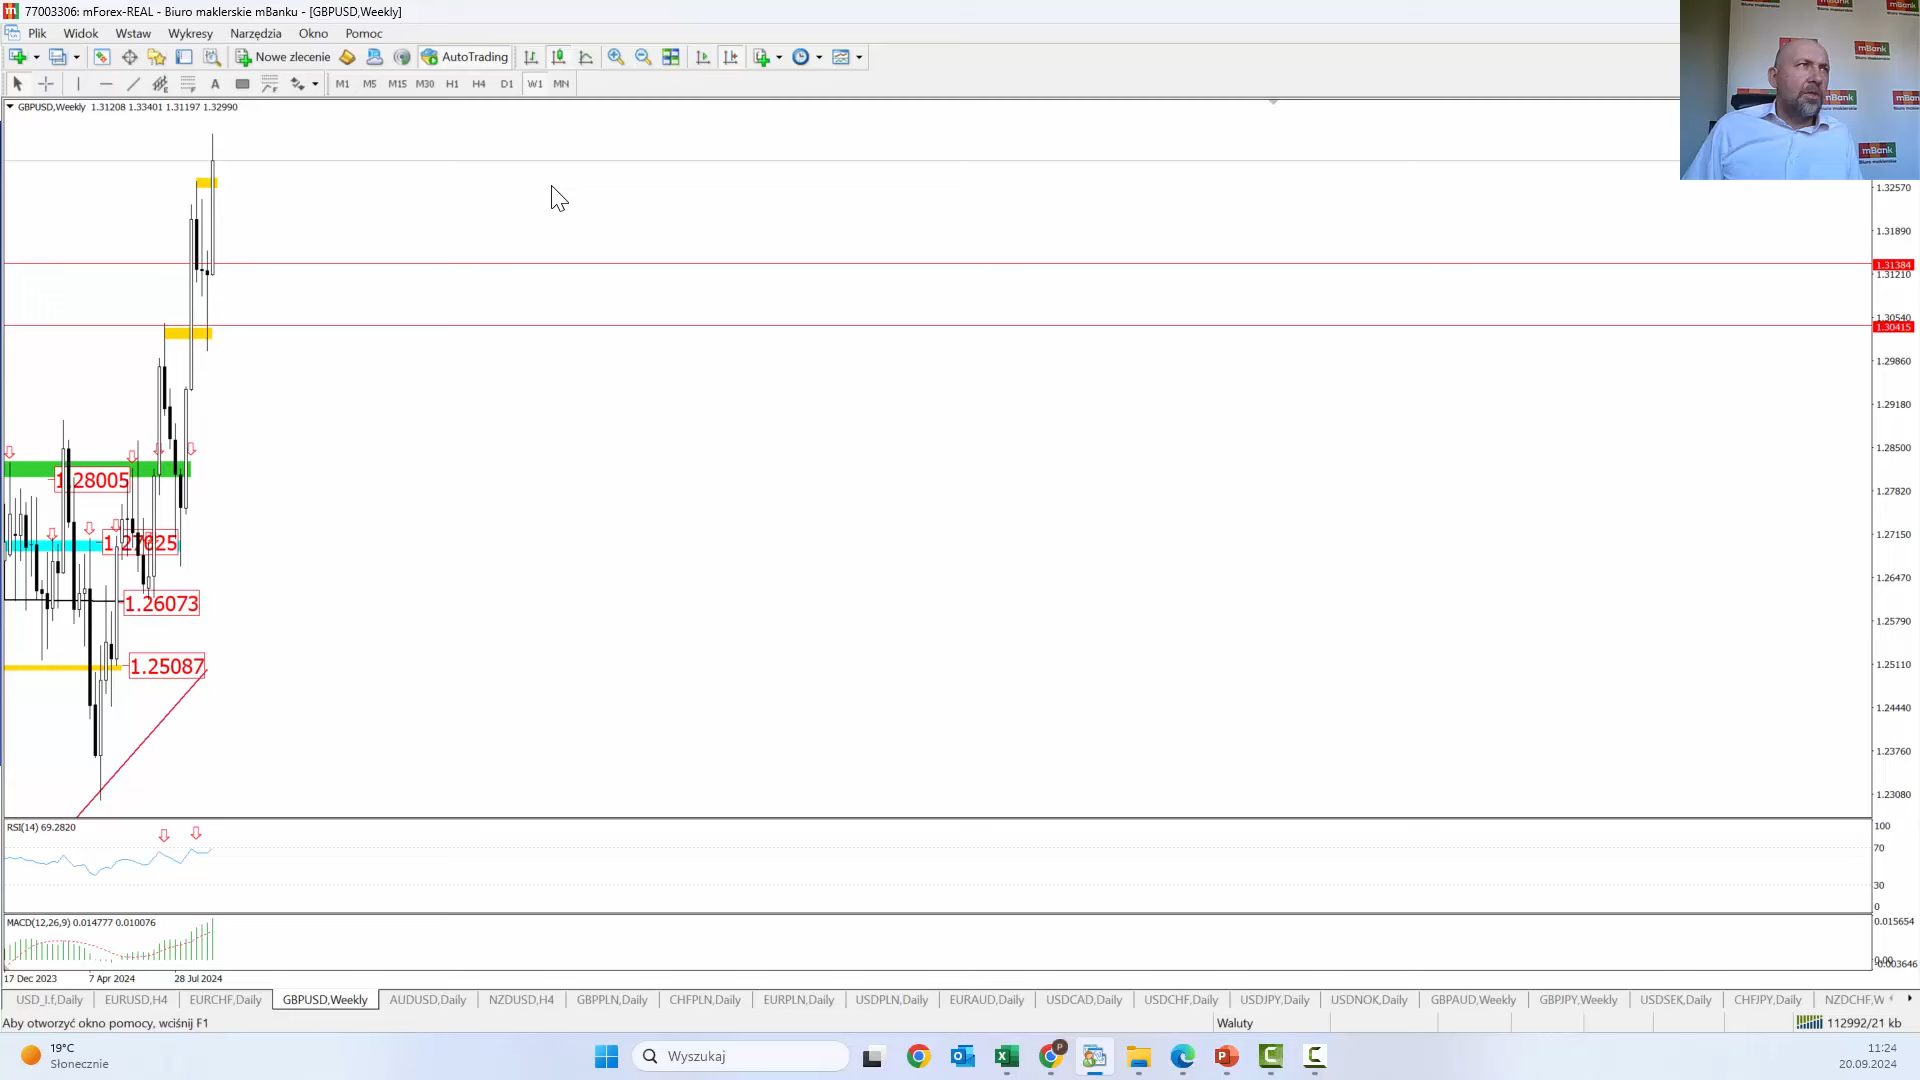 77003306: mForex-REAL - Biuro maklerskie mBanku - [GBPUSD,Weekly]
Plik Widok Wstaw Wykresy Narzędzia Okno Pomoc
Nowe zlecenie AutoTrading
A M1 M5 M15 M30 H1 H4 D1 W1 MN
GBPUSD,Weekly 1.31208 1.33401 1.31197 1.32990
mBank
mBank
mBank
1.32570
1.31890
1.31384
1.31210
1.30540
1.30415
1.29860
1.29180
1.28500
1.28005
1.27820
1.27150
1.26470
1.26073
1.25790
1.25110
1.25087
1.24440
1.23760
1.23080
RSI(14) 69.2820
100
70
30
0
MACD(12,26,9) 0.014777 0.010076
0.015654
0.00
-0.003646
17 Dec 2023 7 Apr 2024 28 Jul 2024
USD_I.f,Daily EURUSD,H4 EURCHF,Daily GBPUSD,Weekly AUDUSD,Daily NZDUSD,H4 GBPPLN,Daily CHFPLN,Daily EURPLN,Daily USDPLN,Daily EURAUD,Daily USDCAD,Daily USDCHF,Daily USDJPY,Daily USDNOK,Daily GBPAUD,Weekly GBPJPY,Weekly USDSEK,Daily CHFJPY,Daily NZDCHF,W
Aby otworzyć okno pomocy, wciśnij F1 Waluty 112992/21 kb
19°C
Słonecznie
Wyszukaj
11:24
20.09.2024